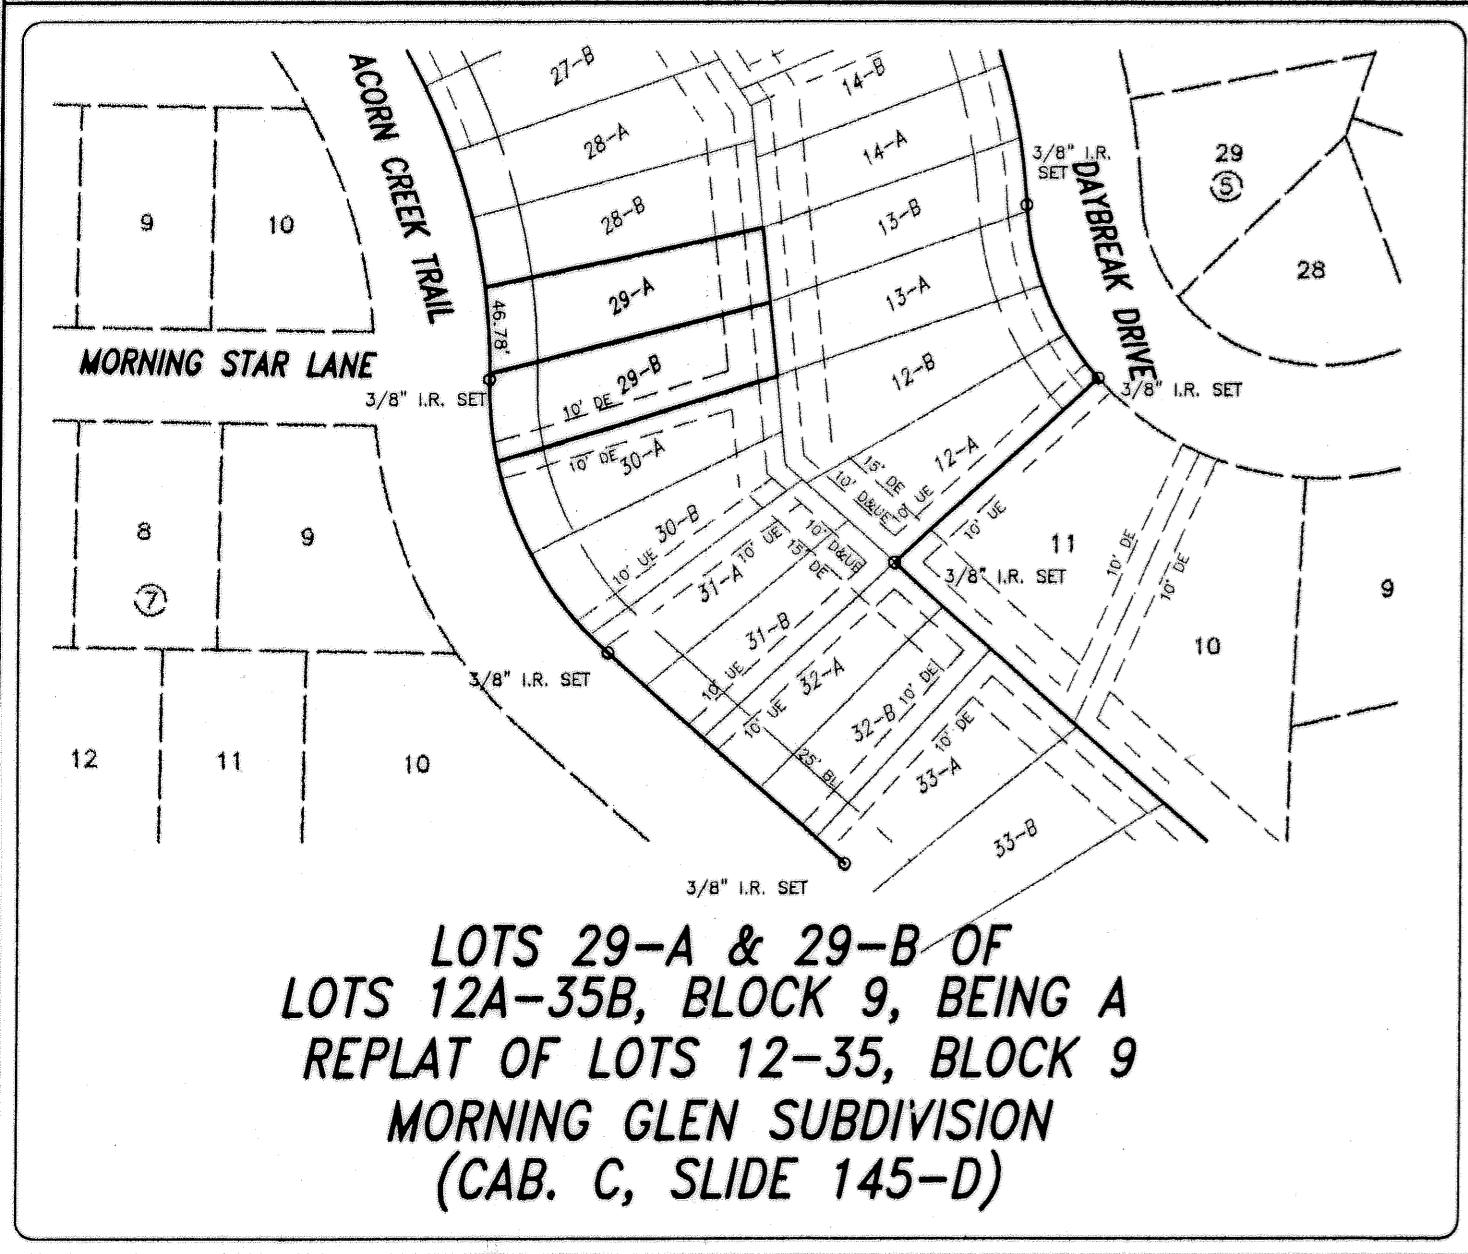 ACORN CREEK TRAIL
27-B
14-B
28-A
14-A
3/8" I.R.
SET
29
5
9
10
28-B
13-B
DAYBREAK DRIVE
28
29-A
13-A
46.78'
MORNING STAR LANE
29-B
12-B
3/8" I.R. SET
3/8" I.R. SET
10' DE
10' DE
30-A
12-A
15' DE
10' D&UE
10' UE
10' UE
8
9
30-B
11
10' UE
10' UE
10' D&UE
15' DE
10' DE
10' DE
3/8" I.R. SET
31-A
9
7
31-B
10
3/8" I.R. SET
10' UE
32-A
10' DE
10' UE
32-B
10' DE
12
11
10
25' BL
33-A
33-B
3/8" I.R. SET
LOTS 29-A & 29-B OF
LOTS 12A-35B, BLOCK 9, BEING A
REPLAT OF LOTS 12-35, BLOCK 9
MORNING GLEN SUBDIVISION
(CAB. C, SLIDE 145-D)